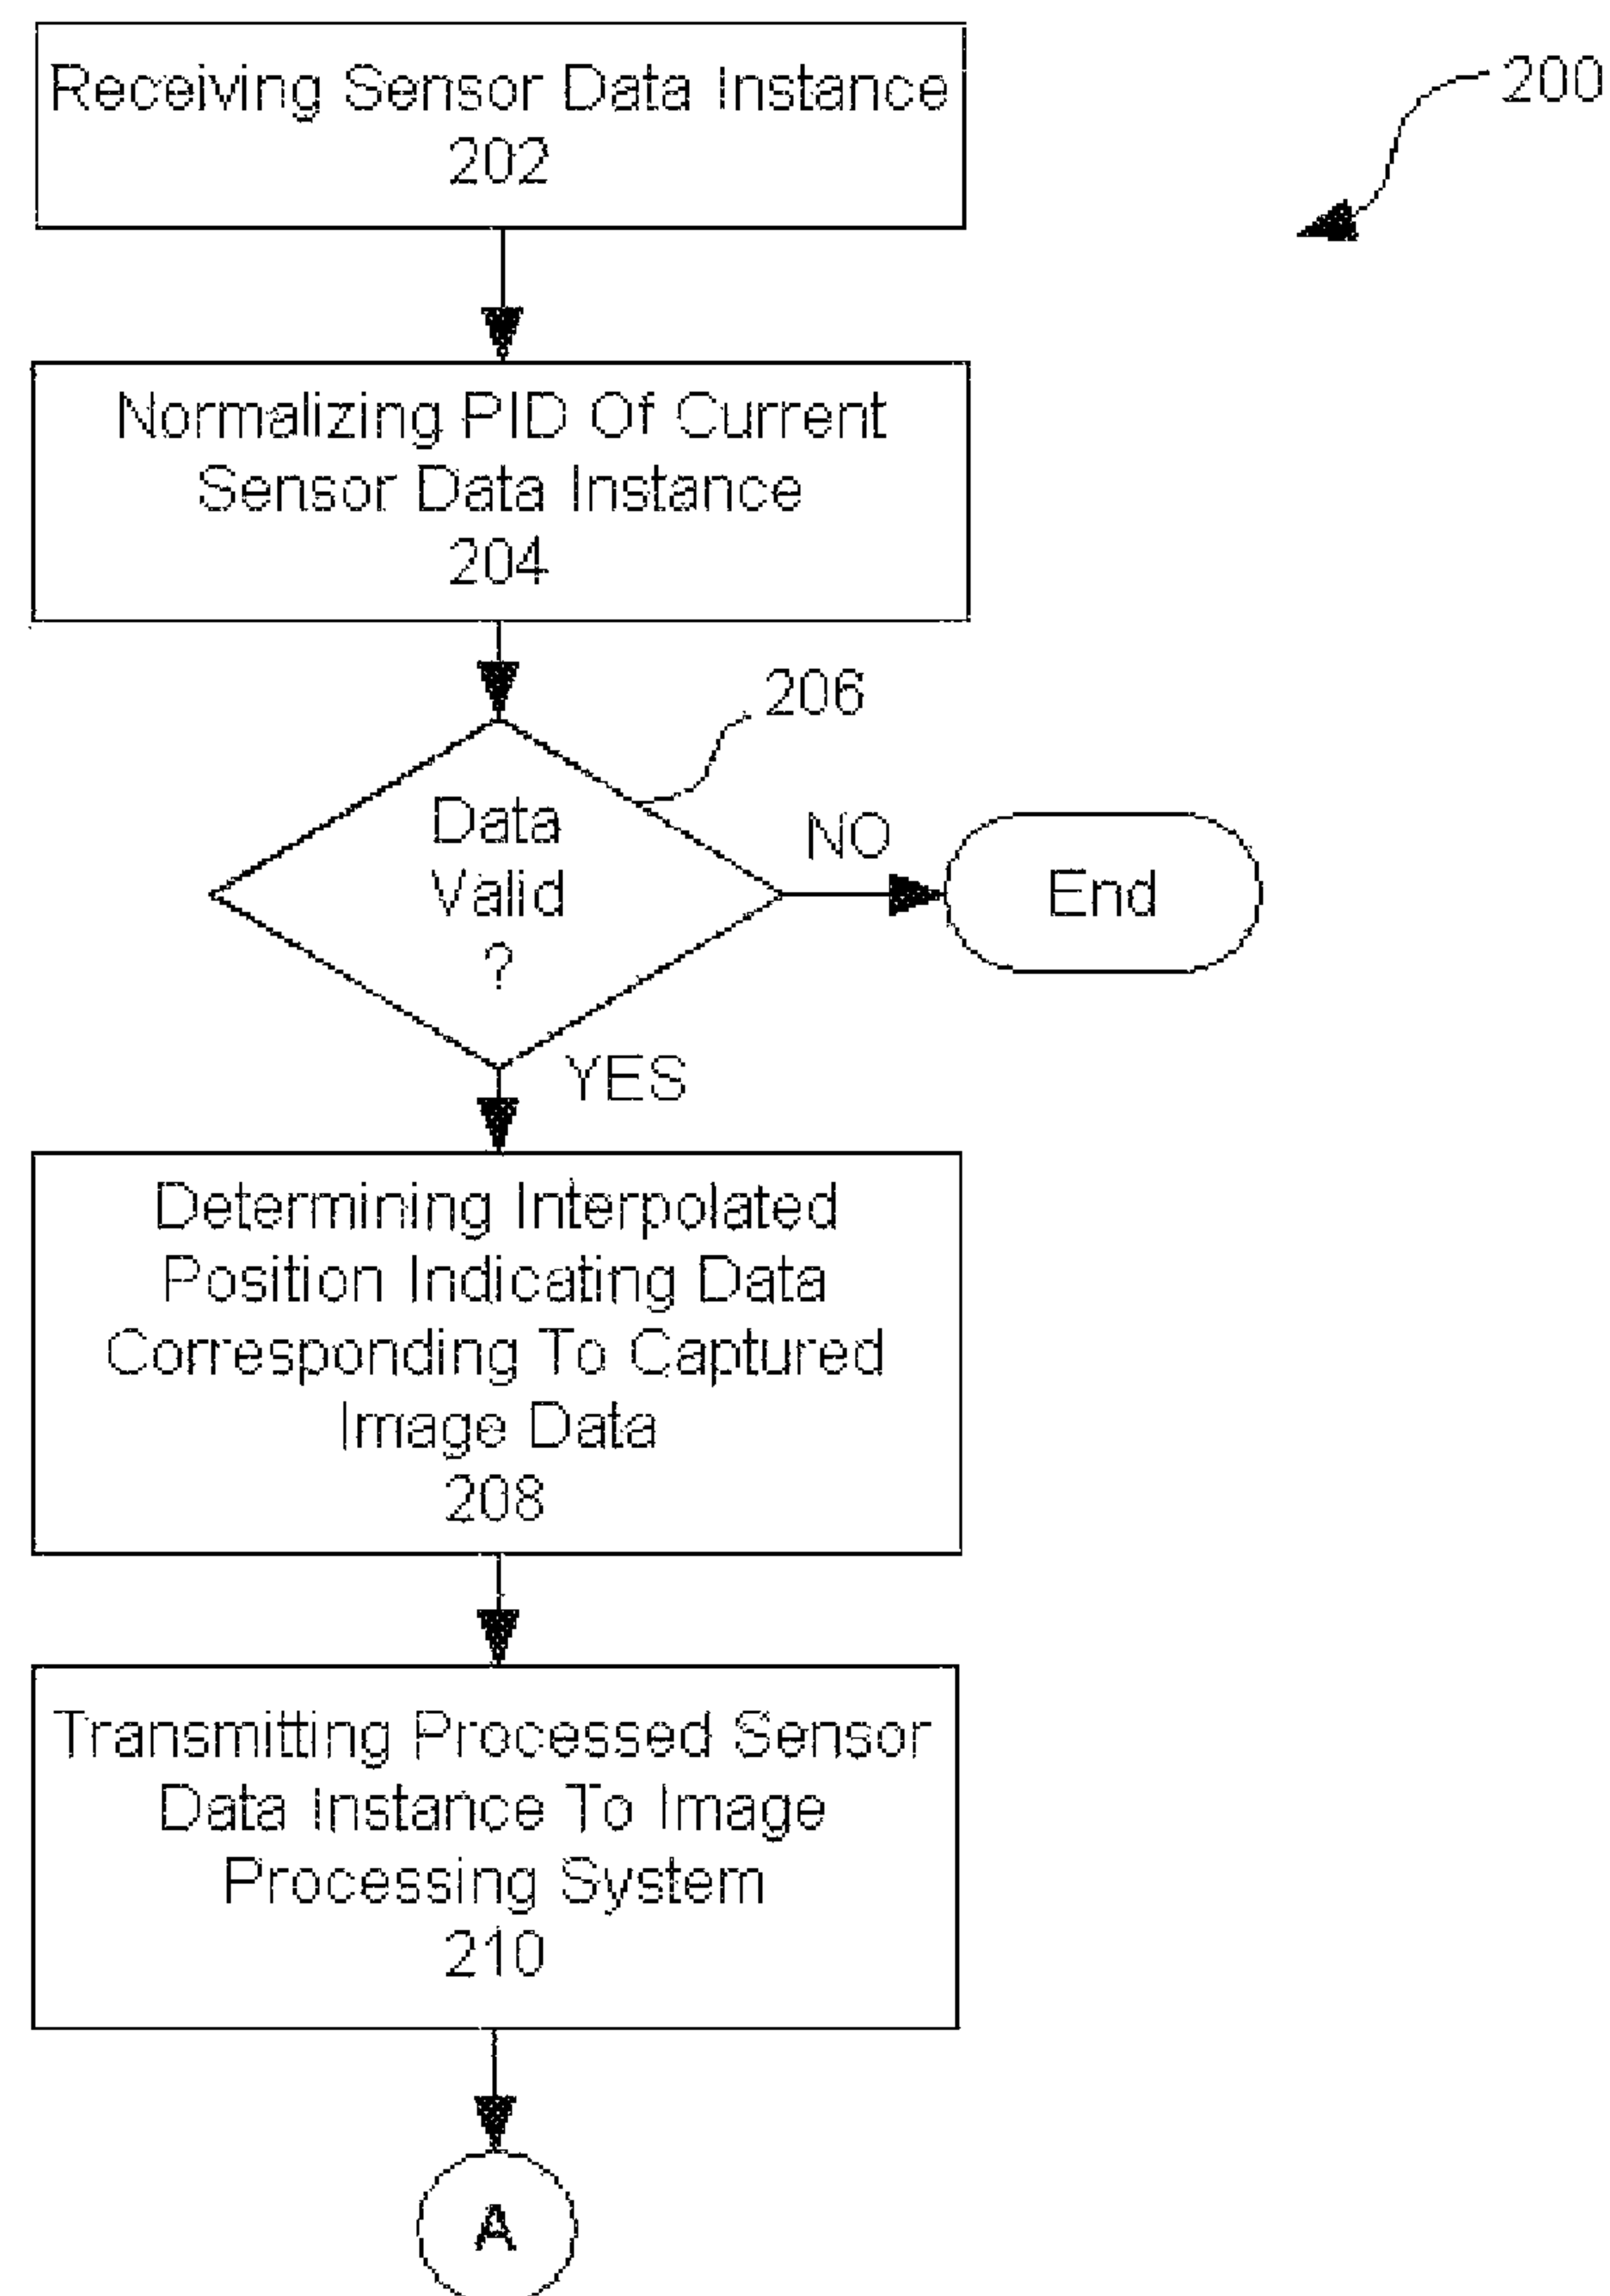 Receiving Sensor Data Instance
202
200
Normalizing PID Of Current
Sensor Data Instance
204
206
Data
Valid
?
NO
End
YES
Determining Interpolated
Position Indicating Data
Corresponding To Captured
Image Data
208
Transmitting Processed Sensor
Data Instance To Image
Processing System
210
A